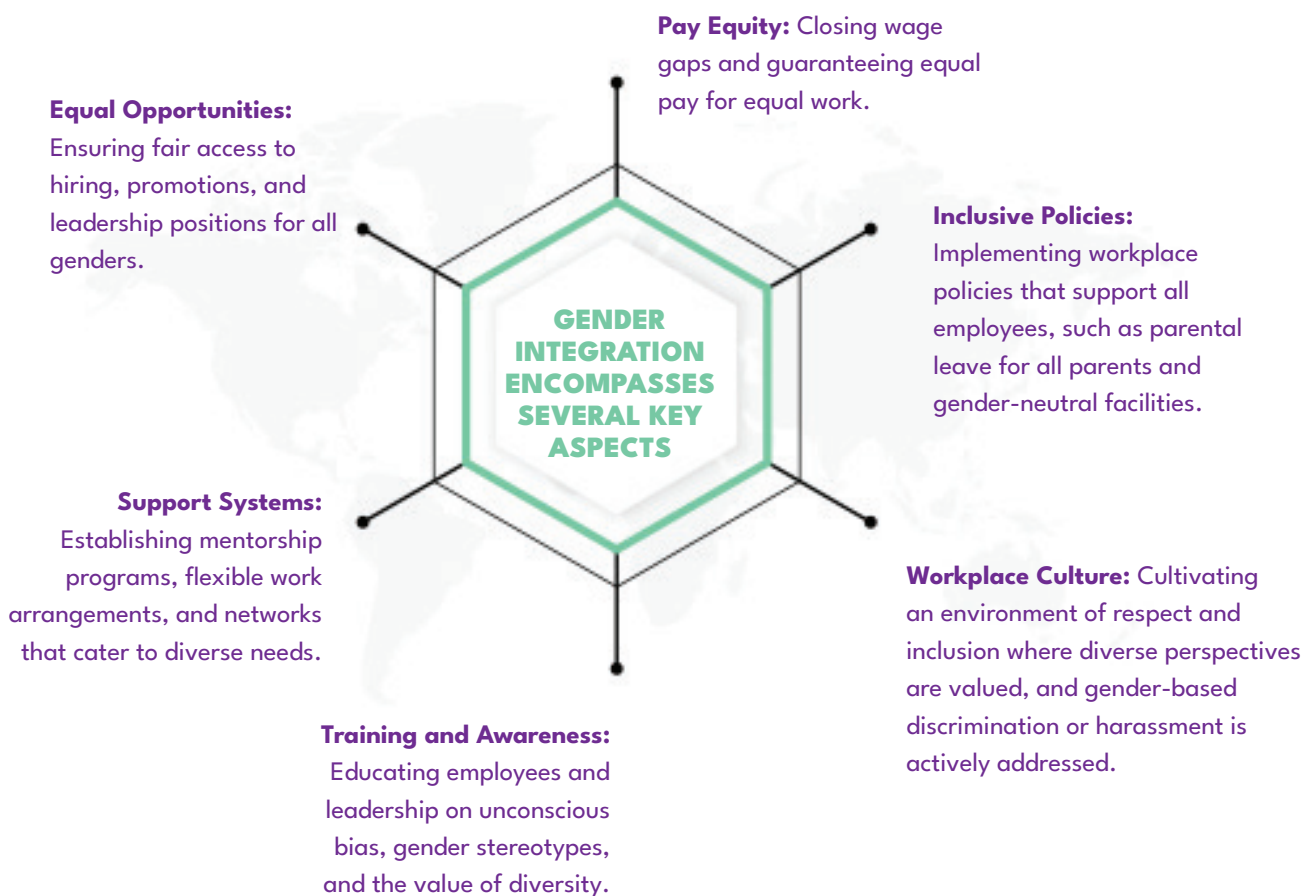 Pay Equity: Closing wage
gaps and guaranteeing equal
pay for equal work.
Equal Opportunities:
Ensuring fair access to
hiring, promotions, and
leadership positions for all
genders.
Inclusive Policies:
Implementing workplace
policies that support all
employees, such as parental
leave for all parents and
gender-neutral facilities.
GENDER
INTEGRATION
ENCOMPASSES
SEVERAL KEY
ASPECTS
Support Systems:
Establishing mentorship
programs, flexible work
arrangements, and networks
that cater to diverse needs.
Workplace Culture: Cultivating
an environment of respect and
inclusion where diverse perspectives
are valued, and gender-based
discrimination or harassment is
actively addressed.
Training and Awareness:
Educating employees and
leadership on unconscious
bias, gender stereotypes,
and the value of diversity.